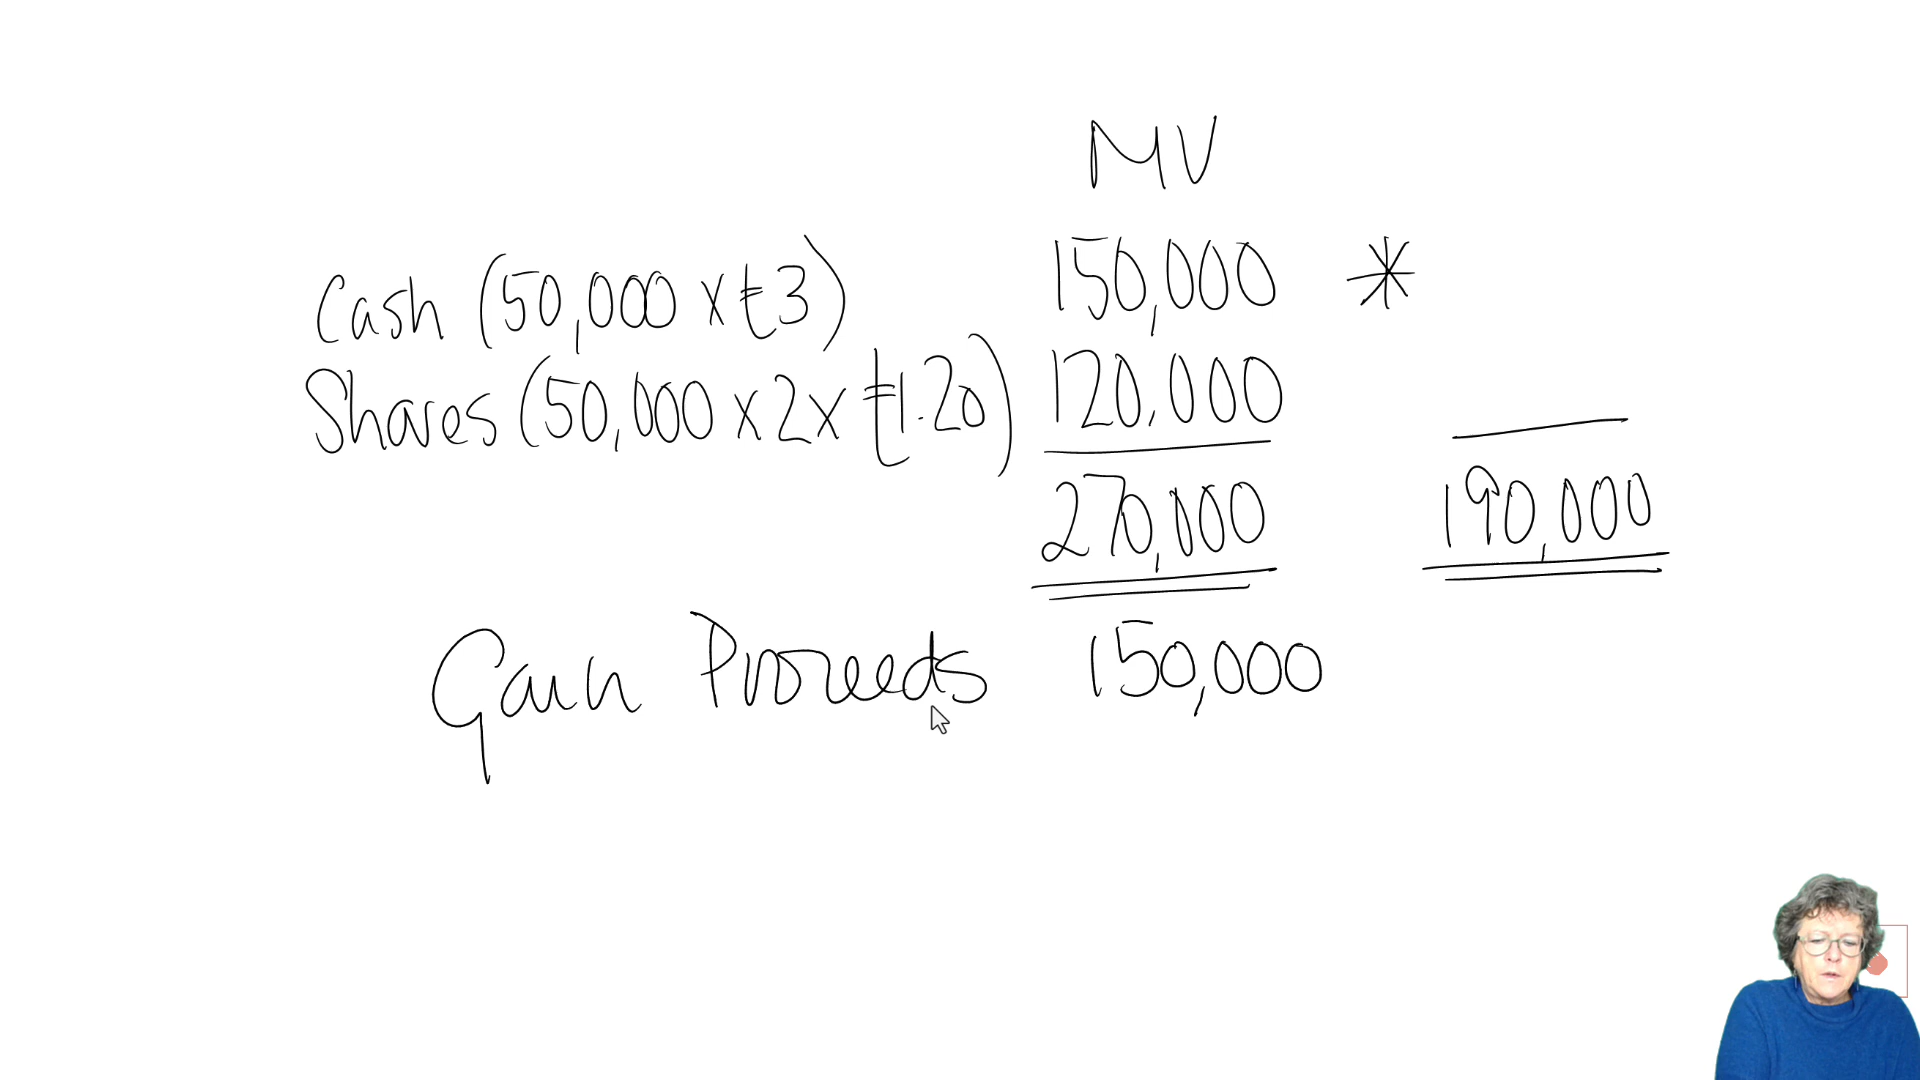 MV
Cash (50,000 x £3) 150,000 *
Shares (50,000 x 2 x £1.20) 120,000
270,000 190,000
Gain Proceeds 150,000